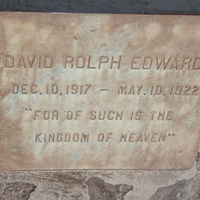 DAVID ROLPH EDWARD
DEC. 10, 1917 – MAY. 10, 1922
"FOR OF SUCH IS THE
KINGDOM OF HEAVEN"